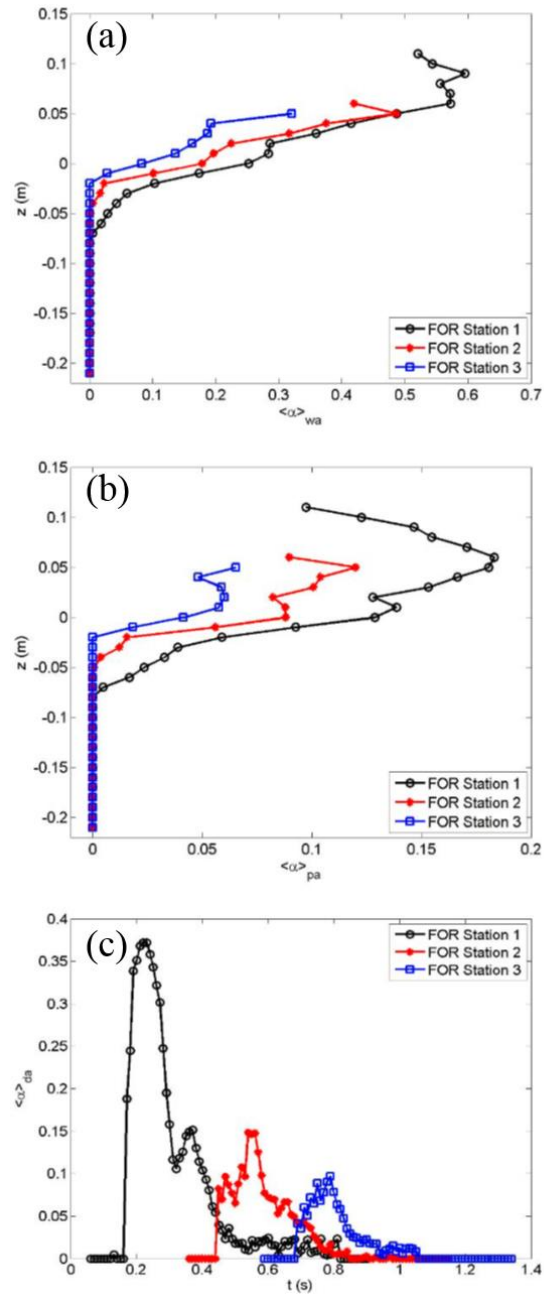 (a)
0.15
0.1
0.05
0
-0.05
-0.1
-0.15
-0.2
z (m)
FOR Station 1
FOR Station 2
FOR Station 3
0 0.1 0.2 0.3 0.4 0.5 0.6 0.7
<α>wa
(b)
0.15
0.1
0.05
0
-0.05
-0.1
-0.15
-0.2
z (m)
FOR Station 1
FOR Station 2
FOR Station 3
0 0.05 0.1 0.15 0.2
<α>pa
(c)
0.4
0.35
0.3
0.25
0.2
0.15
0.1
0.05
0
<α>da
FOR Station 1
FOR Station 2
FOR Station 3
0 0.2 0.4 0.6 0.8 1 1.2 1.4
t (s)